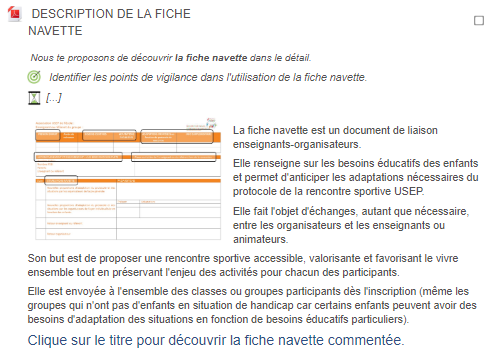 DESCRIPTION DE LA FICHE
NAVETTE
Nous te proposons de découvrir la fiche navette dans le détail.
Identifier les points de vigilance dans l'utilisation de la fiche navette.
[...]
La fiche navette est un document de liaison
enseignants-organisateurs.
Elle renseigne sur les besoins éducatifs des enfants
et permet d'anticiper les adaptations nécessaires du
protocole de la rencontre sportive USEP.
Elle fait l'objet d'échanges, autant que nécessaire,
entre les organisateurs et les enseignants ou
animateurs.
Son but est de proposer une rencontre sportive accessible, valorisante et favorisant le vivre
ensemble tout en préservant l'enjeu des activités pour chacun des participants.
Elle est envoyée à l'ensemble des classes ou groupes participants dès l'inscription (même les
groupes qui n'ont pas d'enfants en situation de handicap car certains enfants peuvent avoir des
besoins d'adaptation des situations en fonction de besoins éducatifs particuliers).
Clique sur le titre pour découvrir la fiche navette commentée.